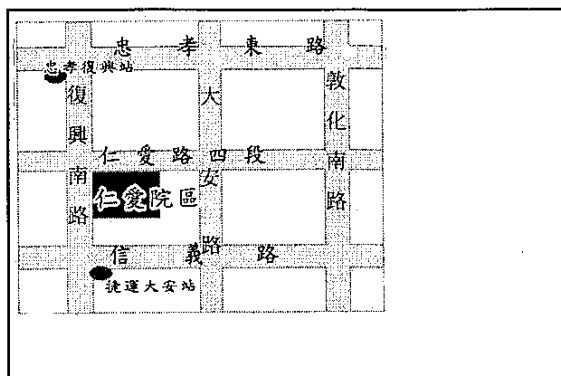 忠孝東路
忠孝復興站
復興南路
大安路
敦化南路
仁愛路四段
仁愛院區
信義路
捷運大安站